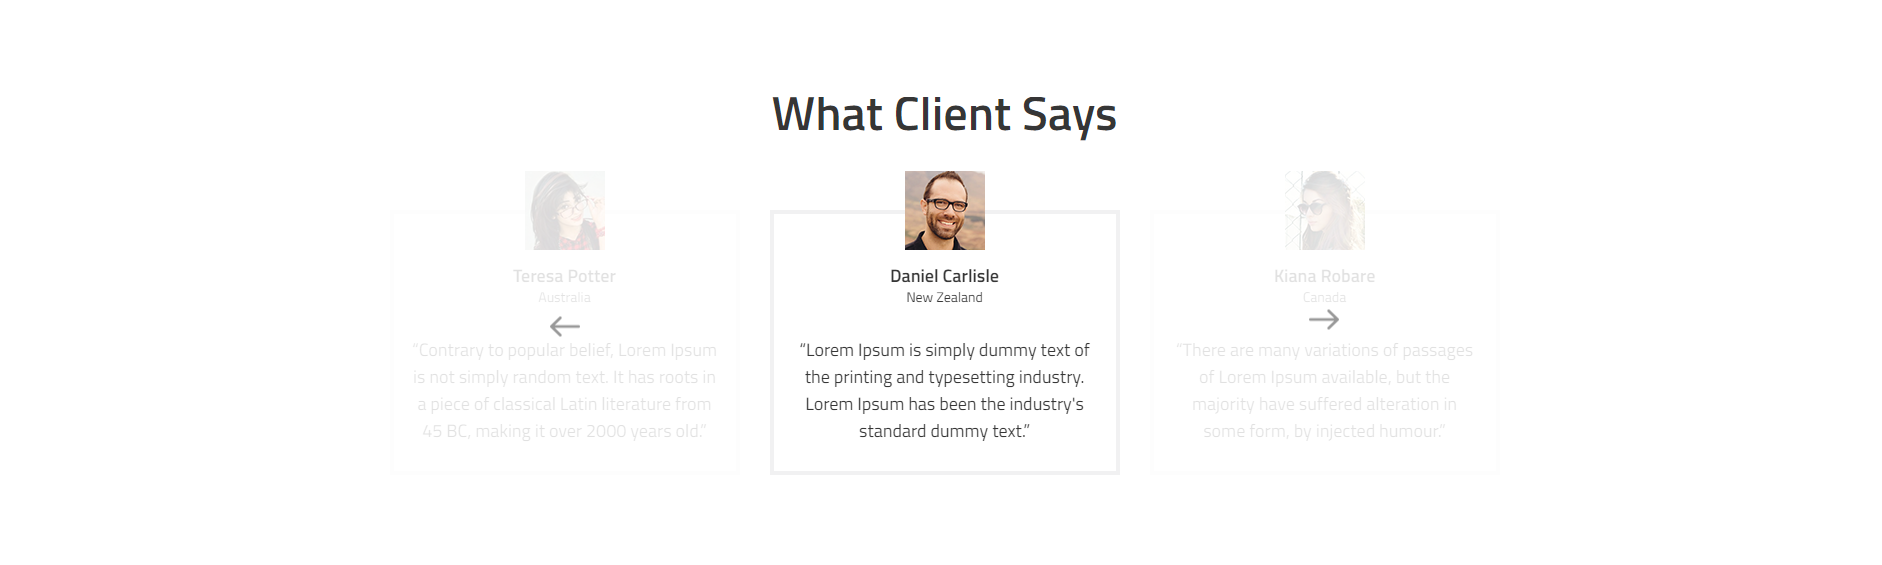 What Client Says
Teresa Potter
Australia
“Contrary to popular belief, Lorem Ipsum
is not simply random text. It has roots in
a piece of classical Latin literature from
45 BC, making it over 2000 years old.”
Daniel Carlisle
New Zealand
“Lorem Ipsum is simply dummy text of
the printing and typesetting industry.
Lorem Ipsum has been the industry's
standard dummy text.”
Kiana Robare
Canada
“There are many variations of passages
of Lorem Ipsum available, but the
majority have suffered alteration in
some form, by injected humour.”